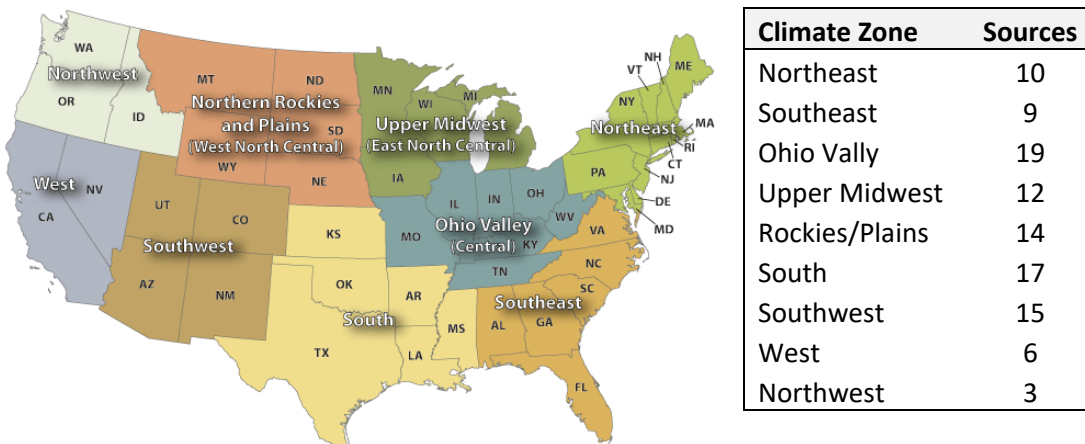 WA
Northwest
OR
ID
MT
ND
Northern Rockies
and Plains
(West North Central)
SD
WY
NE
MN
WI
MI
Upper Midwest
(East North Central)
IA
ME
NH
VT
NY
MA
Northeast
RI
CT
PA
NJ
DE
MD
West
NV
CA
UT
CO
Southwest
AZ
NM
IL
IN
OH
WV
MO
Ohio Valley
(Central)
KY
TN
VA
NC
SC
Southeast
AL
GA
FL
KS
OK
AR
South
MS
TX
LA
Climate Zone Sources
Northeast 10
Southeast 9
Ohio Vally 19
Upper Midwest 12
Rockies/Plains 14
South 17
Southwest 15
West 6
Northwest 3